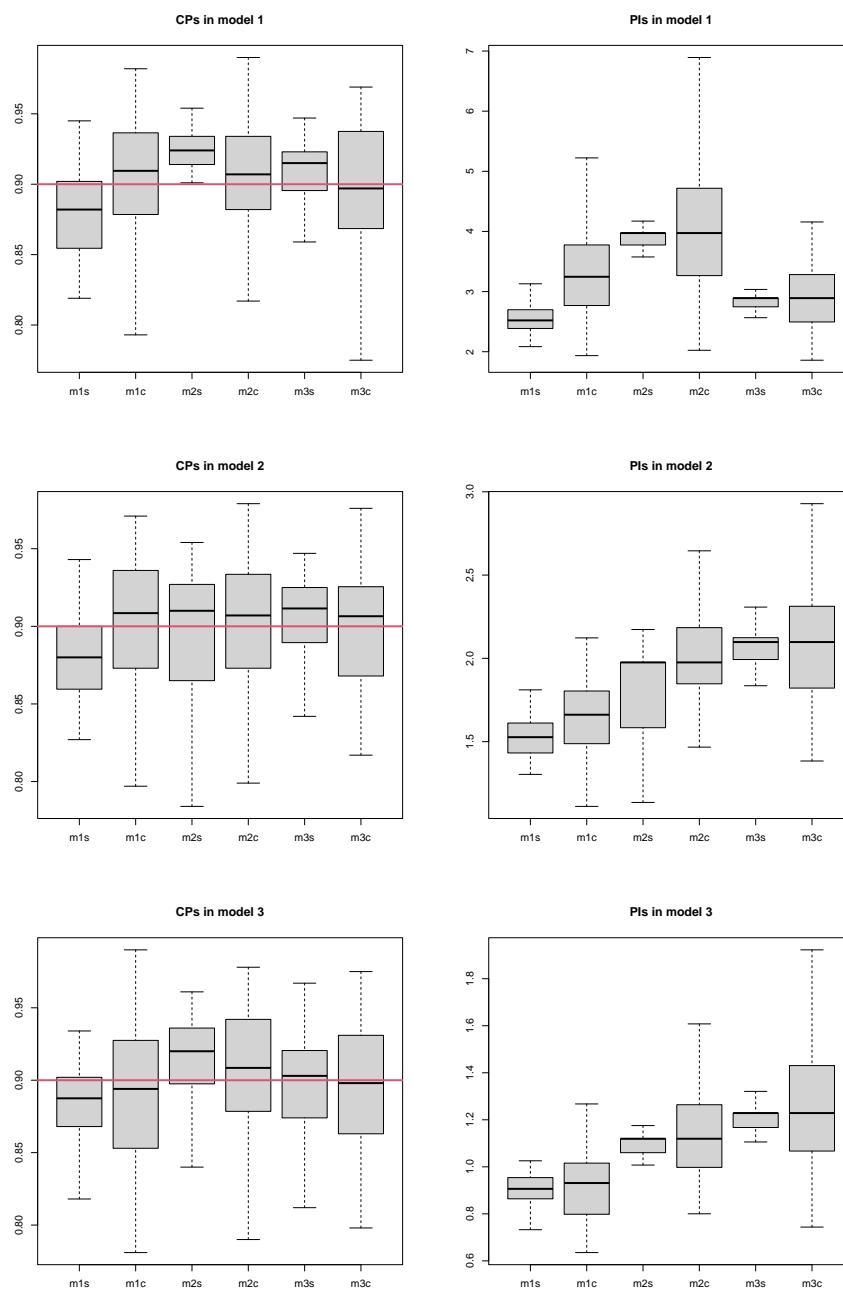 CPs in model 1
0.95
0.90
0.85
0.80
m1s m1c m2s m2c m3s m3c
PIs in model 1
7
6
5
4
3
2
m1s m1c m2s m2c m3s m3c
CPs in model 2
0.95
0.90
0.85
0.80
m1s m1c m2s m2c m3s m3c
PIs in model 2
3.0
2.5
2.0
1.5
m1s m1c m2s m2c m3s m3c
CPs in model 3
0.95
0.90
0.85
0.80
m1s m1c m2s m2c m3s m3c
PIs in model 3
1.8
1.6
1.4
1.2
1.0
0.8
0.6
m1s m1c m2s m2c m3s m3c